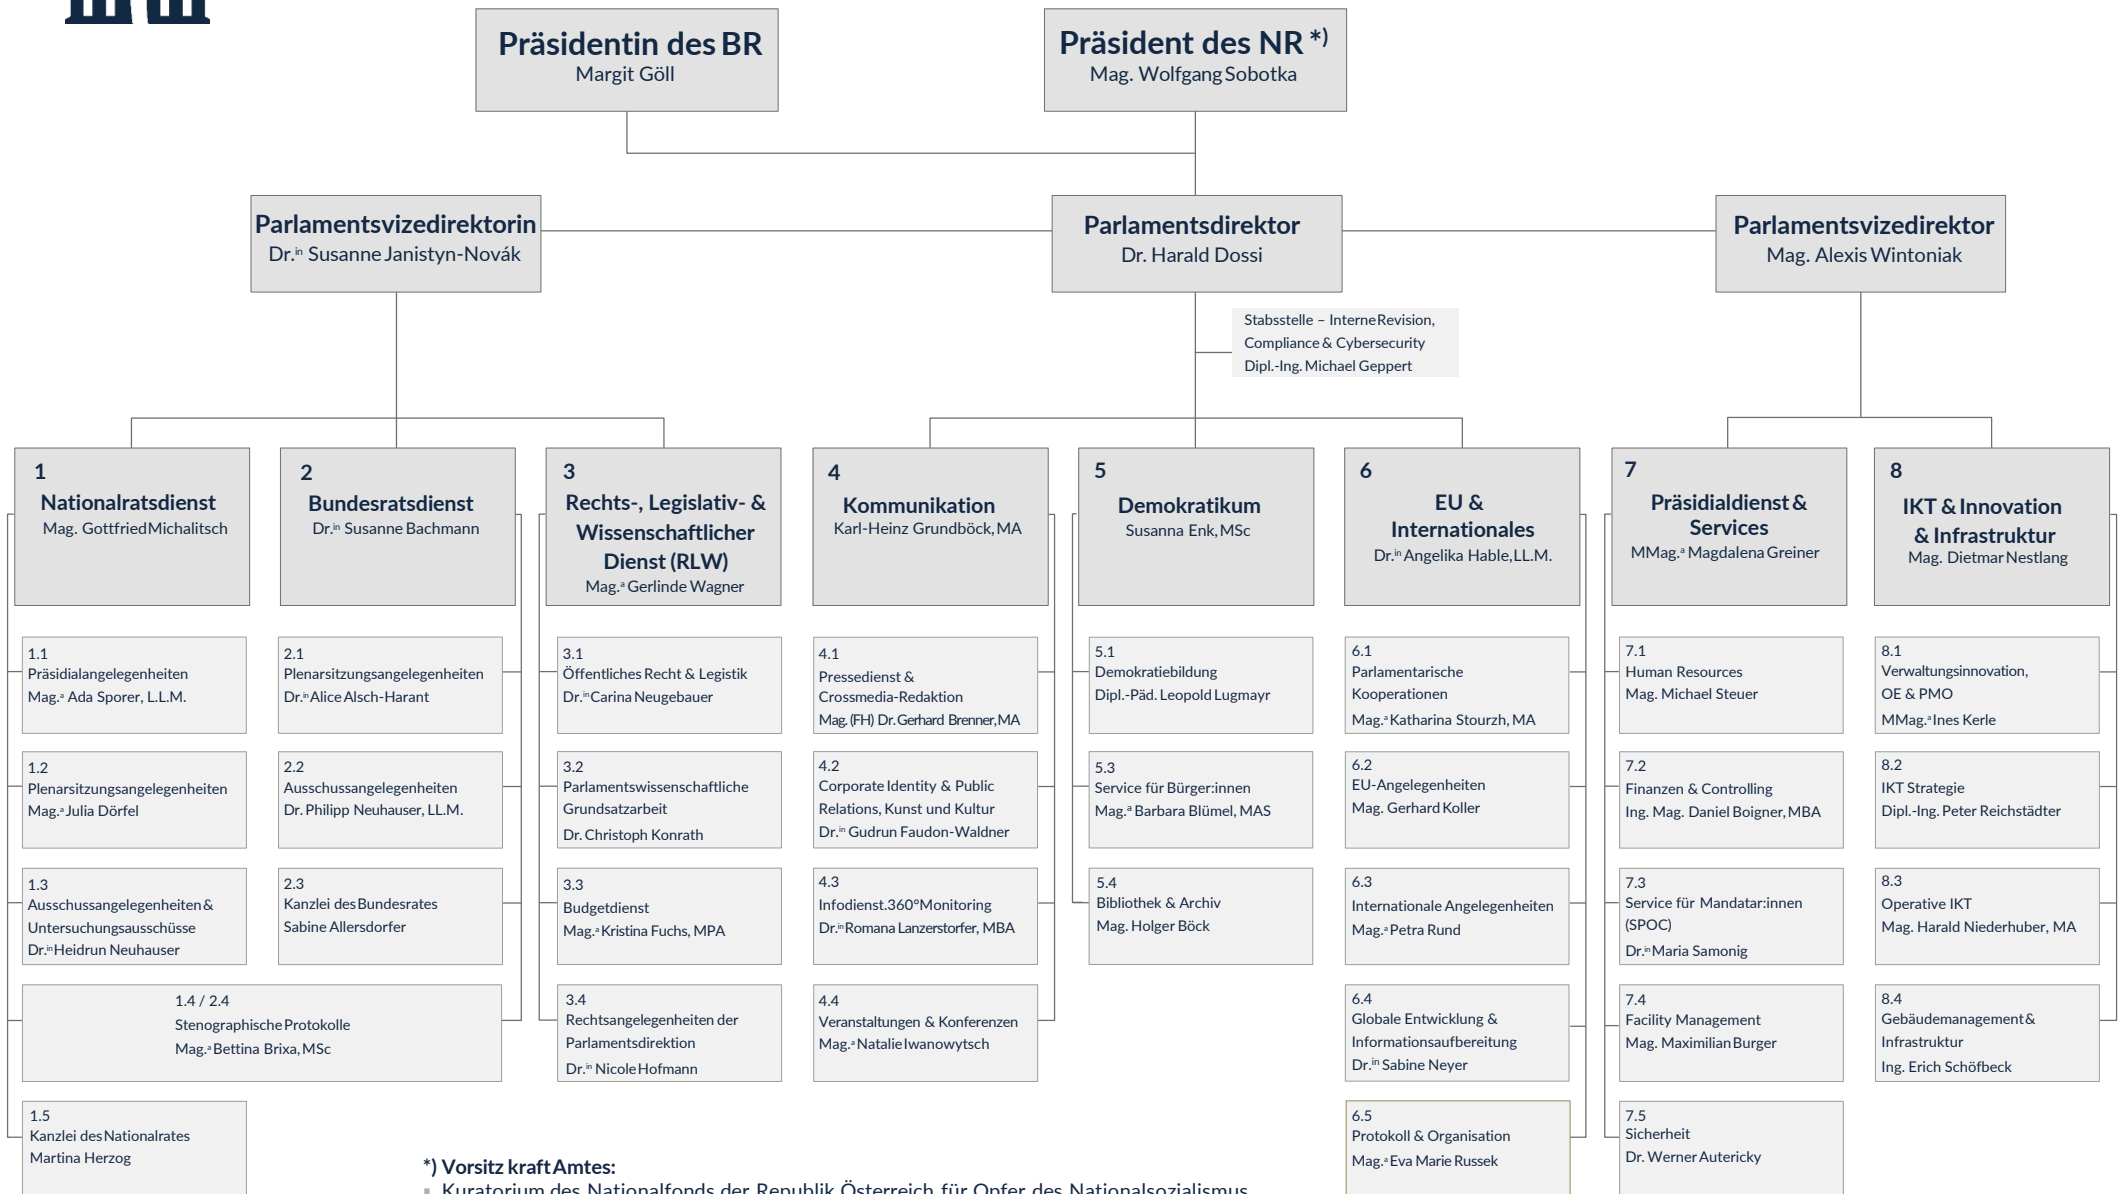 Präsidentin des BR
Margit Göll
Präsident des NR *)
Mag. Wolfgang Sobotka
Parlamentsvizedirektorin
Dr.in Susanne Janistyn-Novák
Parlamentsdirektor
Dr. Harald Dossi
Parlamentsvizedirektor
Mag. Alexis Wintoniak
Stabsstelle – Interne Revision,
Compliance & Cybersecurity
Dipl.-Ing. Michael Geppert
1
Nationalratsdienst
Mag. Gottfried Michalitsch
2
Bundesratsdienst
Dr.in Susanne Bachmann
3
Rechts-, Legislativ- &
Wissenschaftlicher
Dienst (RLW)
Mag.a Gerlinde Wagner
4
Kommunikation
Karl-Heinz Grundböck, MA
5
Demokratikum
Susanna Enk, MSc
6
EU &
Internationales
Dr.in Angelika Hable, LL.M.
7
Präsidialdienst &
Services
MMag.a Magdalena Greiner
8
IKT & Innovation
& Infrastruktur
Mag. Dietmar Nestlang
1.1
Präsidialangelegenheiten
Mag.a Ada Sporer, L.L.M.
1.2
Plenarsitzungsangelegenheiten
Mag.a Julia Dörfel
1.3
Ausschussangelegenheiten &
Untersuchungsausschüsse
Dr.in Heidrun Neuhauser
1.4 / 2.4
Stenographische Protokolle
Mag.a Bettina Brixa, MSc
1.5
Kanzlei des Nationalrates
Martina Herzog
2.1
Plenarsitzungsangelegenheiten
Dr.in Alice Alsch-Harant
2.2
Ausschussangelegenheiten
Dr. Philipp Neuhauser, LL.M.
2.3
Kanzlei des Bundesrates
Sabine Allersdorfer
3.1
Öffentliches Recht & Legistik
Dr.in Carina Neugebauer
3.2
Parlamentswissenschaftliche
Grundsatzarbeit
Dr. Christoph Konrath
3.3
Budgetdienst
Mag.a Kristina Fuchs, MPA
3.4
Rechtsangelegenheiten der
Parlamentsdirektion
Dr.in Nicole Hofmann
4.1
Pressedienst &
Crossmedia-Redaktion
Mag. (FH) Dr. Gerhard Brenner, MA
4.2
Corporate Identity & Public
Relations, Kunst und Kultur
Dr.in Gudrun Faudon-Waldner
4.3
Infodienst.360°Monitoring
Dr.in Romana Lanzerstorfer, MBA
4.4
Veranstaltungen & Konferenzen
Mag.a Natalie Iwanowytsch
5.1
Demokratiebildung
Dipl.-Päd. Leopold Lugmayr
5.3
Service für Bürger:innen
Mag.a Barbara Blümel, MAS
5.4
Bibliothek & Archiv
Mag. Holger Böck
6.1
Parlamentarische
Kooperationen
Mag.a Katharina Stourzh, MA
6.2
EU-Angelegenheiten
Mag. Gerhard Koller
6.3
Internationale Angelegenheiten
Mag.a Petra Rund
6.4
Globale Entwicklung &
Informationsaufbereitung
Dr.in Sabine Neyer
6.5
Protokoll & Organisation
Mag.a Eva Marie Russek
7.1
Human Resources
Mag. Michael Steuer
7.2
Finanzen & Controlling
Ing. Mag. Daniel Boigner, MBA
7.3
Service für Mandatar:innen
(SPOC)
Dr.in Maria Samonig
7.4
Facility Management
Mag. Maximilian Burger
7.5
Sicherheit
Dr. Werner Autericky
8.1
Verwaltungsinnovation,
OE & PMO
MMag.a Ines Kerle
8.2
IKT Strategie
Dipl.-Ing. Peter Reichstädter
8.3
Operative IKT
Mag. Harald Niederhuber, MA
8.4
Gebäudemanagement &
Infrastruktur
Ing. Erich Schöfbeck
*) Vorsitz kraft Amtes:
Kuratorium des Nationalfonds der Republik Österreich für Opfer des Nationalsozialismus